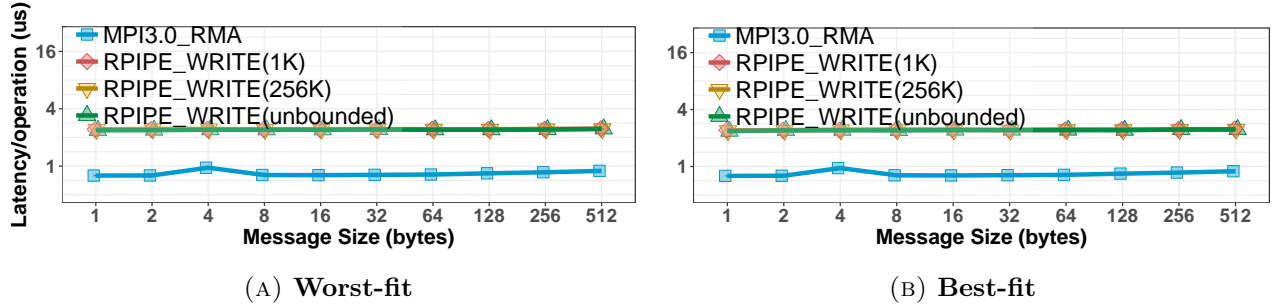 Latency/operation (us)
16
4
1
MPI3.0_RMA
RPIPE_WRITE(1K)
RPIPE_WRITE(256K)
RPIPE_WRITE(unbounded)
1 2 4 8 16 32 64 128 256 512
Message Size (bytes)
(A) Worst-fit
16
4
1
MPI3.0_RMA
RPIPE_WRITE(1K)
RPIPE_WRITE(256K)
RPIPE_WRITE(unbounded)
1 2 4 8 16 32 64 128 256 512
Message Size (bytes)
(B) Best-fit